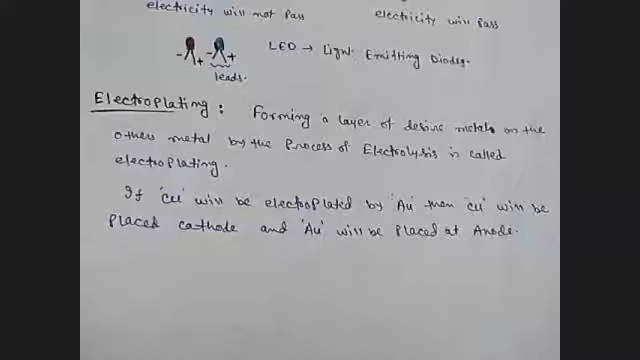 electricity will not Pass
electricity will Pass
- + - +
LED → Light Emitting Diodes.
leads.
Electroplating : Forming a layer of desire metals on the
others metal by the Process of Electrolysis is called
electroplating.
If 'Cu' will be electroplated by 'Au' then 'Cu' will be
Placed cathode and 'Au' will be Placed at Anode.